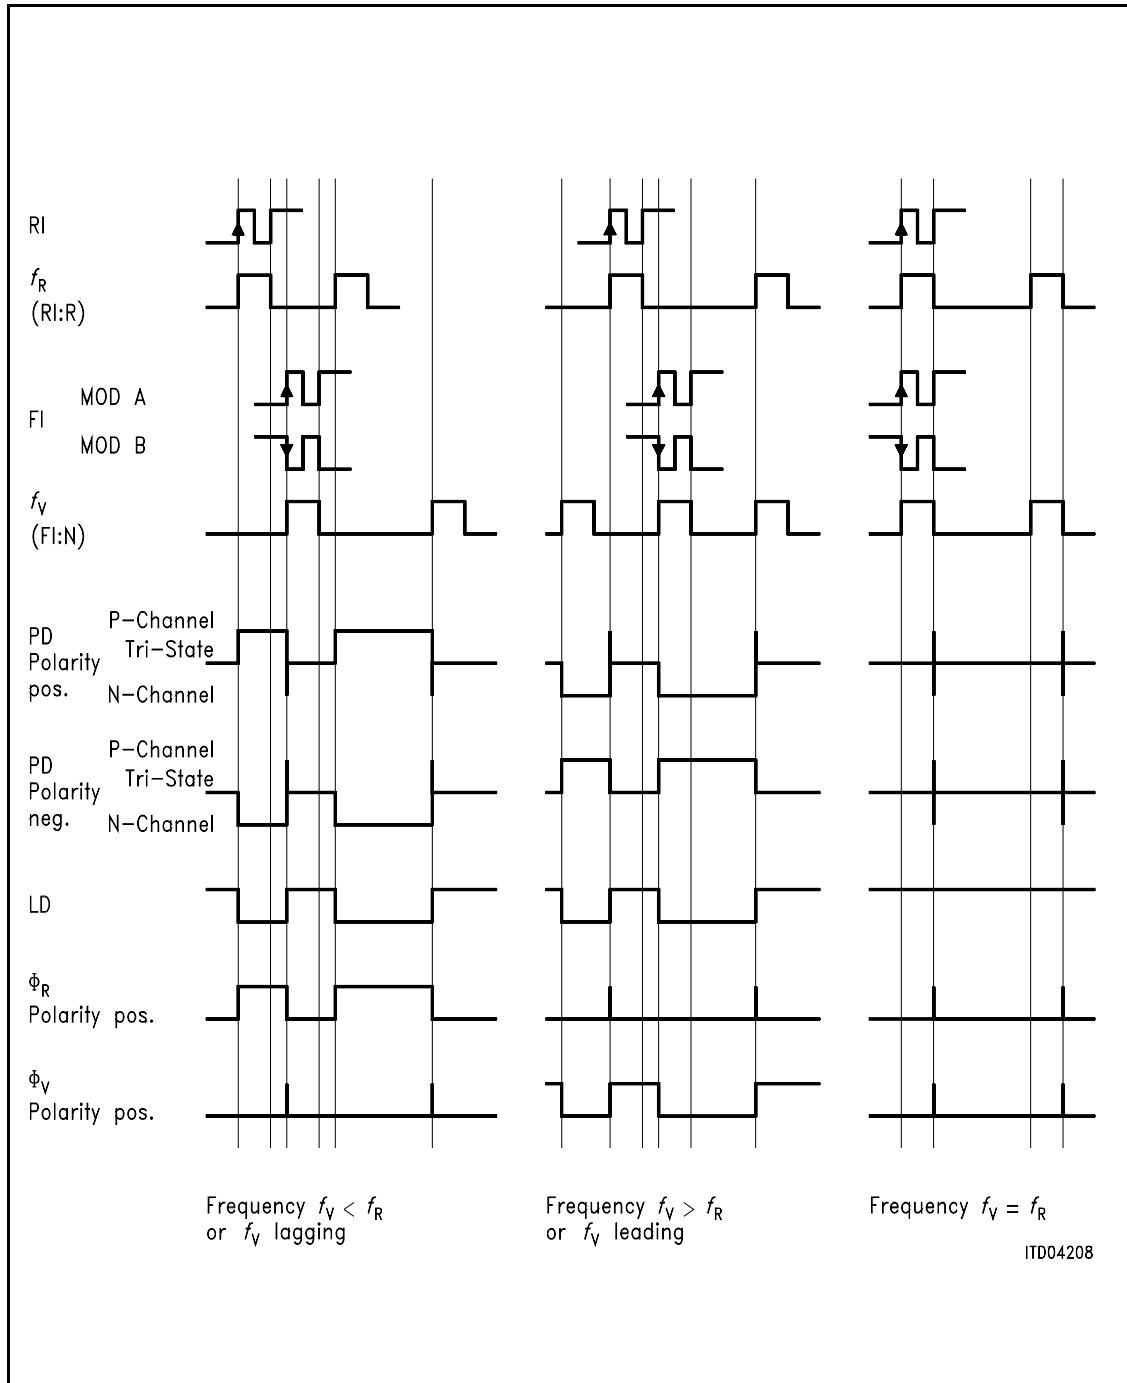 RI
fR
(RI:R)
MOD A
FI
MOD B
fV
(FI:N)
P-Channel
PD
Tri-State
Polarity
pos.
N-Channel
P-Channel
PD
Tri-State
Polarity
neg.
N-Channel
LD
ΦR
Polarity pos.
ΦV
Polarity pos.
Frequency fV < fR
or fV lagging
Frequency fV > fR
or fV leading
Frequency fV = fR
ITD04208